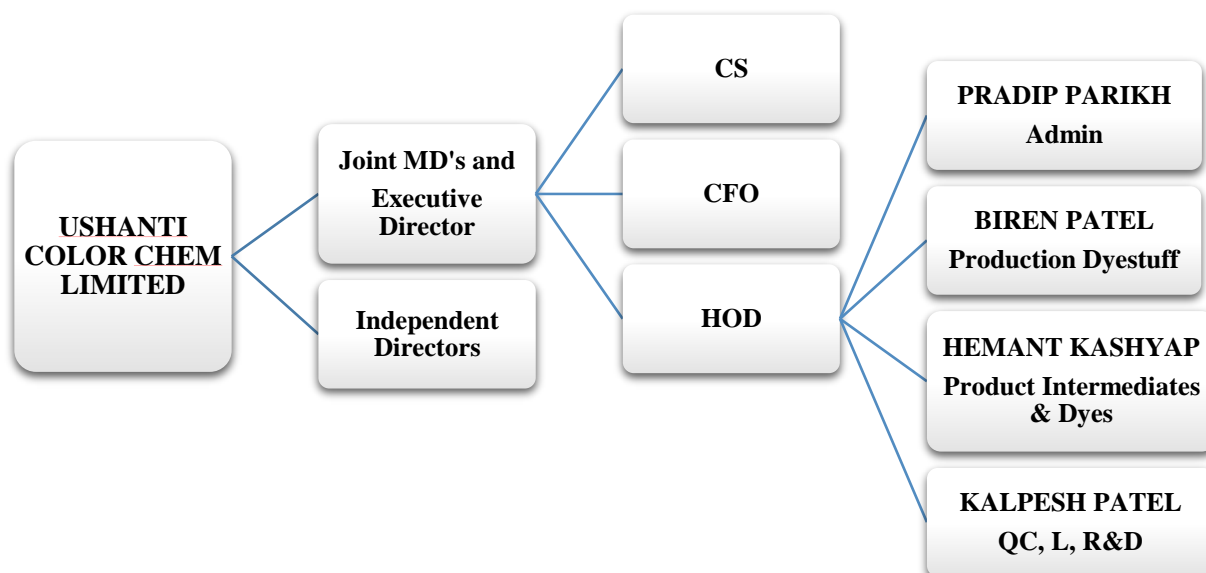 USHANTI
COLOR CHEM
LIMITED
Joint MD's and
Executive
Director
Independent
Directors
CS
CFO
HOD
PRADIP PARIKH
Admin
BIREN PATEL
Production Dyestuff
HEMANT KASHYAP
Product Intermediates
& Dyes
KALPESH PATEL
QC, L, R&D